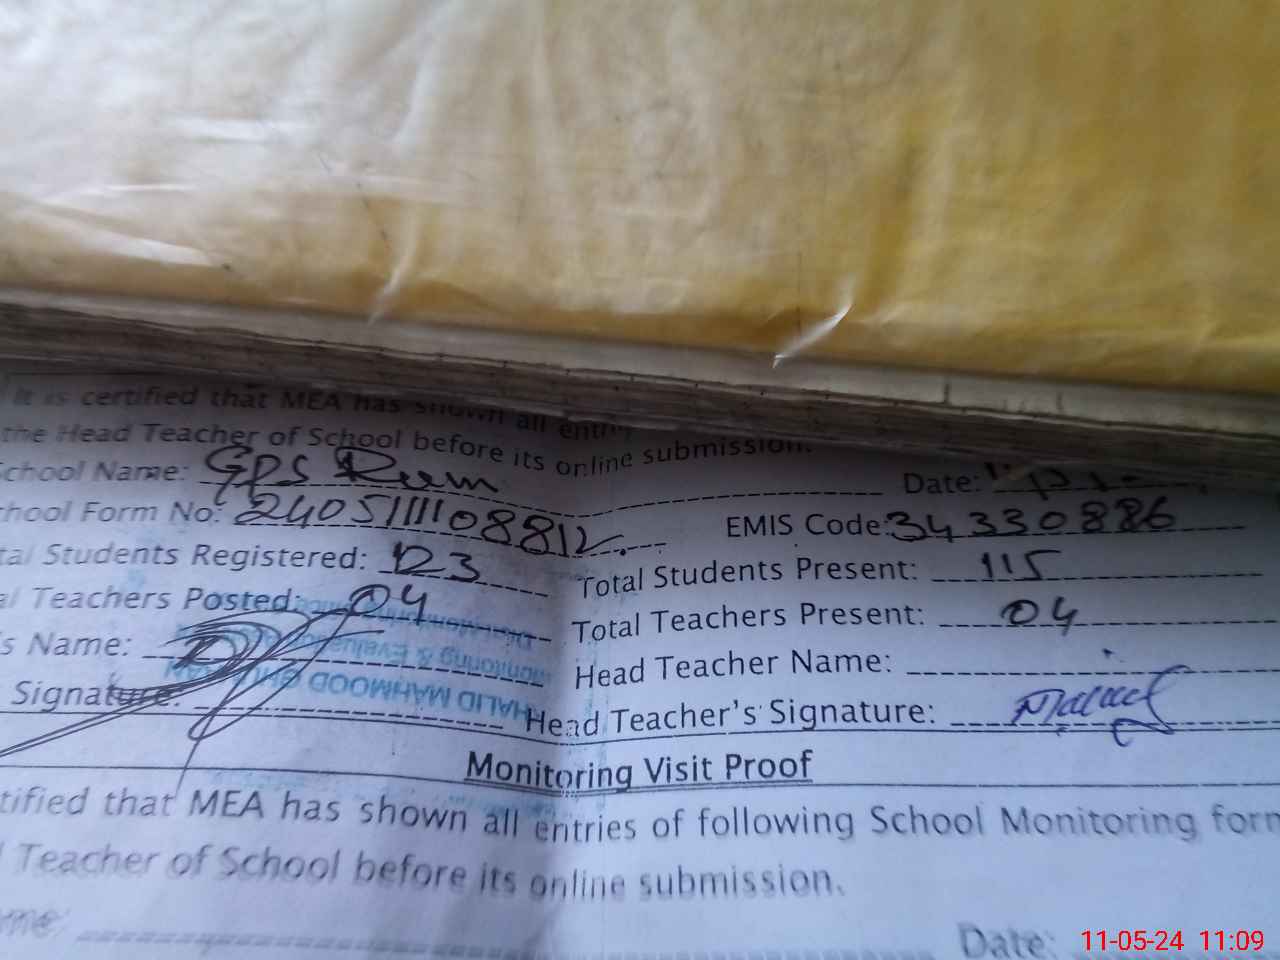 It is certified that MEA has shown all entri
the Head Teacher of School before its online submission.
School Name: GPS Date:
chool Form No: 2405111108812. EMIS Code: 34330886
tal Students Registered: 123 Total Students Present: 115
al Teachers Posted: 04 Total Teachers Present: 04
's Name: Head Teacher Name:
Signature: Head Teacher's Signature:
Monitoring Visit Proof
tified that MEA has shown all entries of following School Monitoring form
Teacher of School before its online submission.
me: Date:
11-05-24 11:09